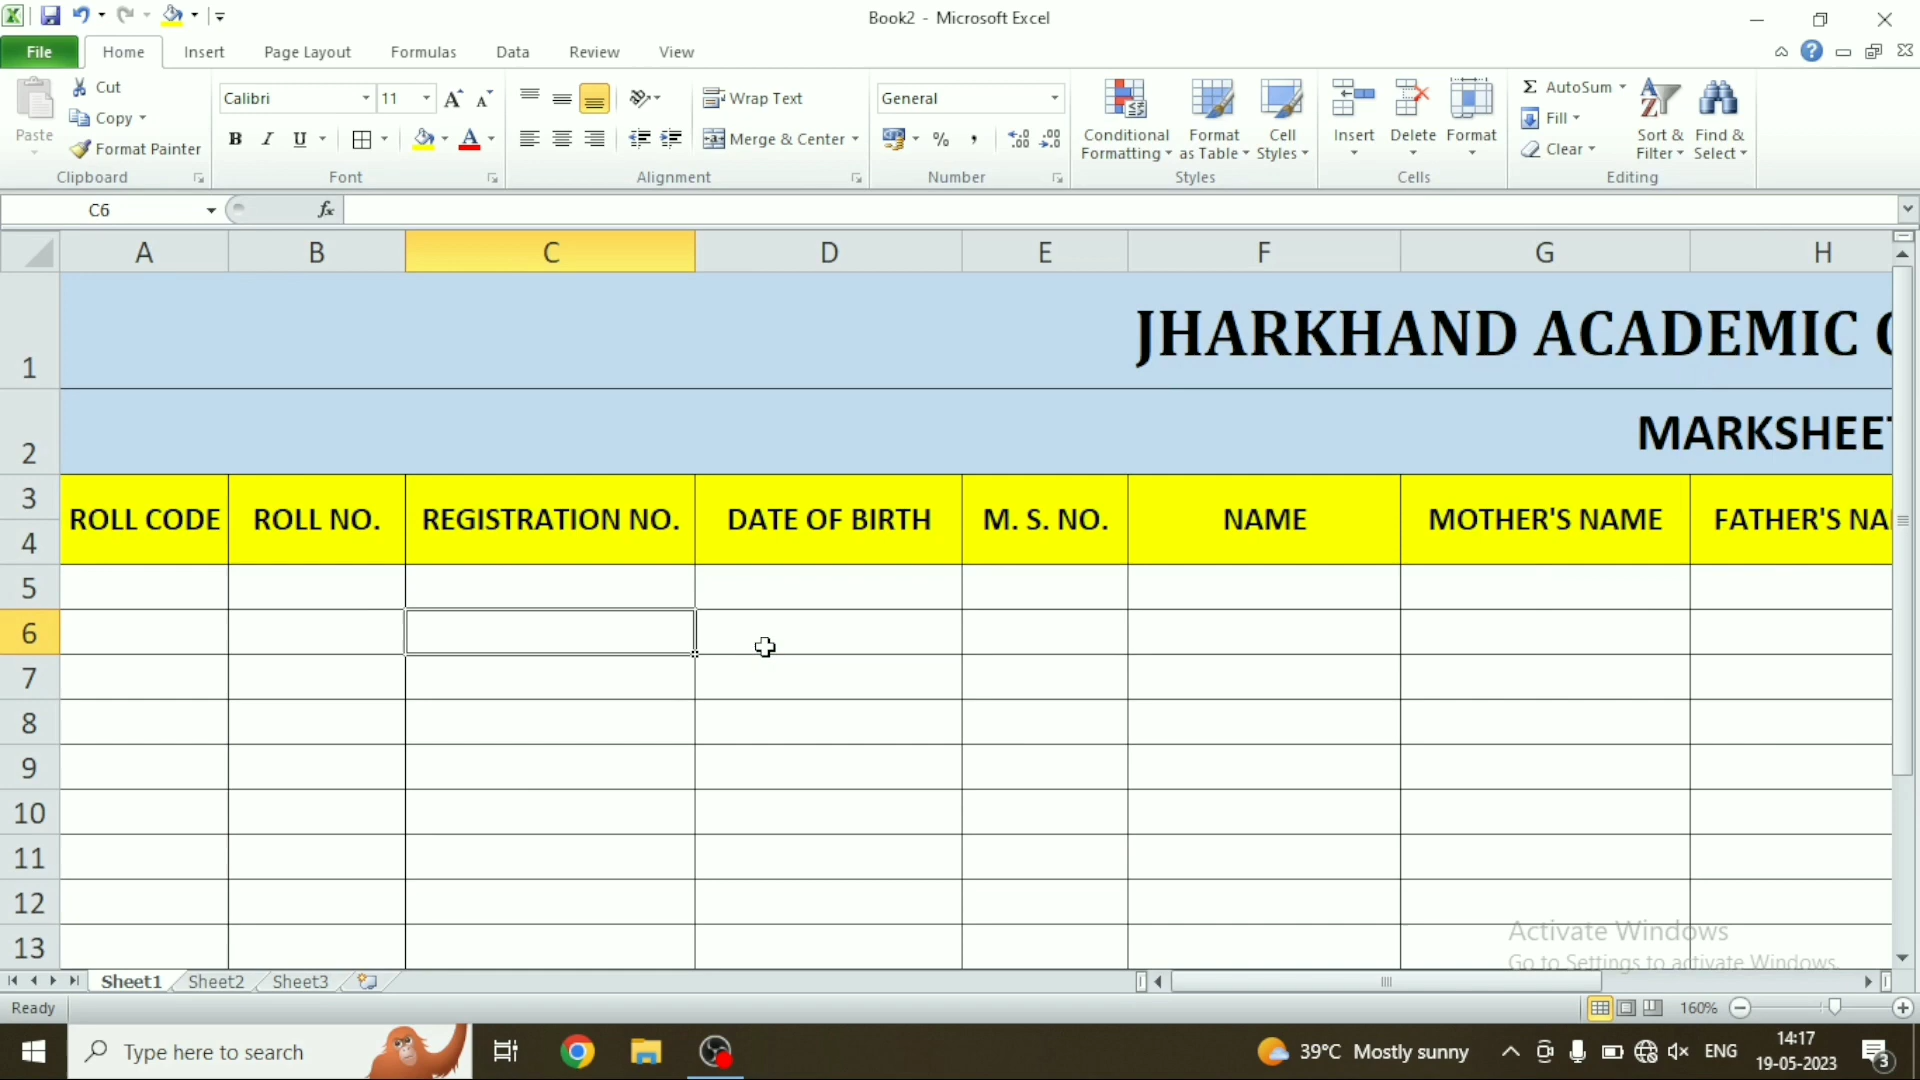 Book2 - Microsoft Excel
File Home Insert Page Layout Formulas Data Review View
Paste
Cut
Copy
Format Painter
Clipboard
Calibri 11
B I U A
Font
Wrap Text
Merge & Center
Alignment
General
% ,
Number
Conditional Formatting
Format as Table
Cell Styles
Styles
Insert Delete Format
Cells
Σ AutoSum
Fill
Clear
Sort & Filter
Find & Select
Editing
C6 fx
A B C D E F G H
1 JHARKHAND ACADEMIC
2 MARKSHEET
3
4
ROLL CODE ROLL NO. REGISTRATION NO. DATE OF BIRTH M. S. NO. NAME MOTHER'S NAME FATHER'S NA
5
6
7
8
9
10
11
12
13
Activate Windows
Go to Settings to activate Windows.
Sheet1 Sheet2 Sheet3
Ready 160%
Type here to search
39°C Mostly sunny
ENG
14:17
19-05-2023
3